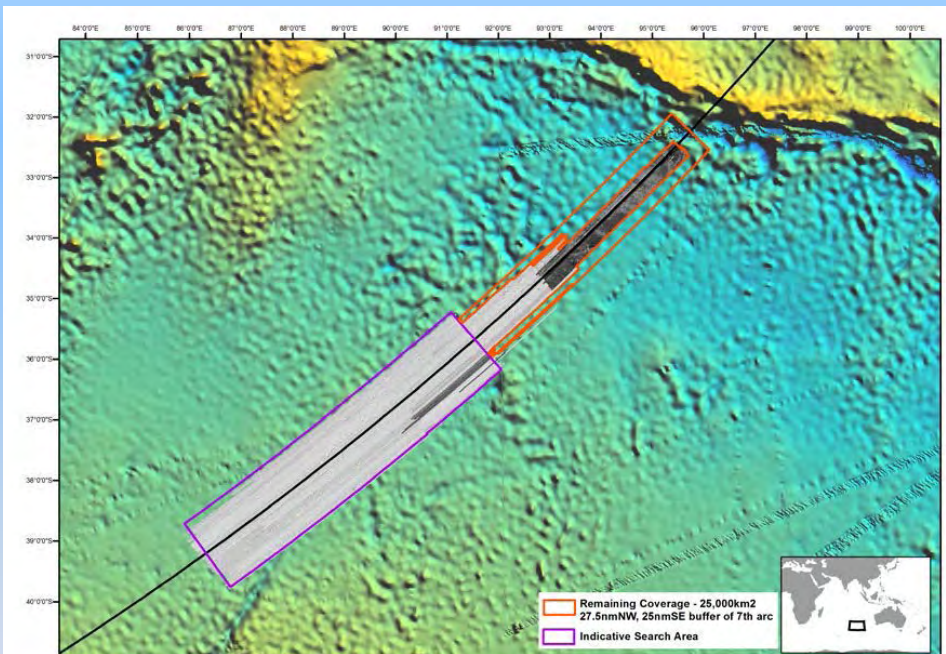 84°0'0"E 85°0'0"E 86°0'0"E 87°0'0"E 88°0'0"E 89°0'0"E 90°0'0"E 91°0'0"E 92°0'0"E 93°0'0"E 94°0'0"E 95°0'0"E 96°0'0"E 97°0'0"E 98°0'0"E 99°0'0"E 100°0'0"E
31°0'0"S
32°0'0"S
33°0'0"S
34°0'0"S
35°0'0"S
36°0'0"S
37°0'0"S
38°0'0"S
39°0'0"S
40°0'0"S
Remaining Coverage - 25,000km2
27.5nmNW, 25nmSE buffer of 7th arc
Indicative Search Area